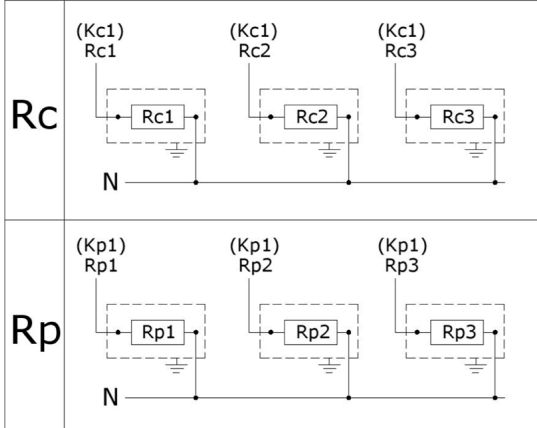 Rc
(Kc1) (Kc1) (Kc1)
Rc1 Rc2 Rc3
Rc1 Rc2 Rc3
N
Rp
(Kp1) (Kp1) (Kp1)
Rp1 Rp2 Rp3
Rp1 Rp2 Rp3
N